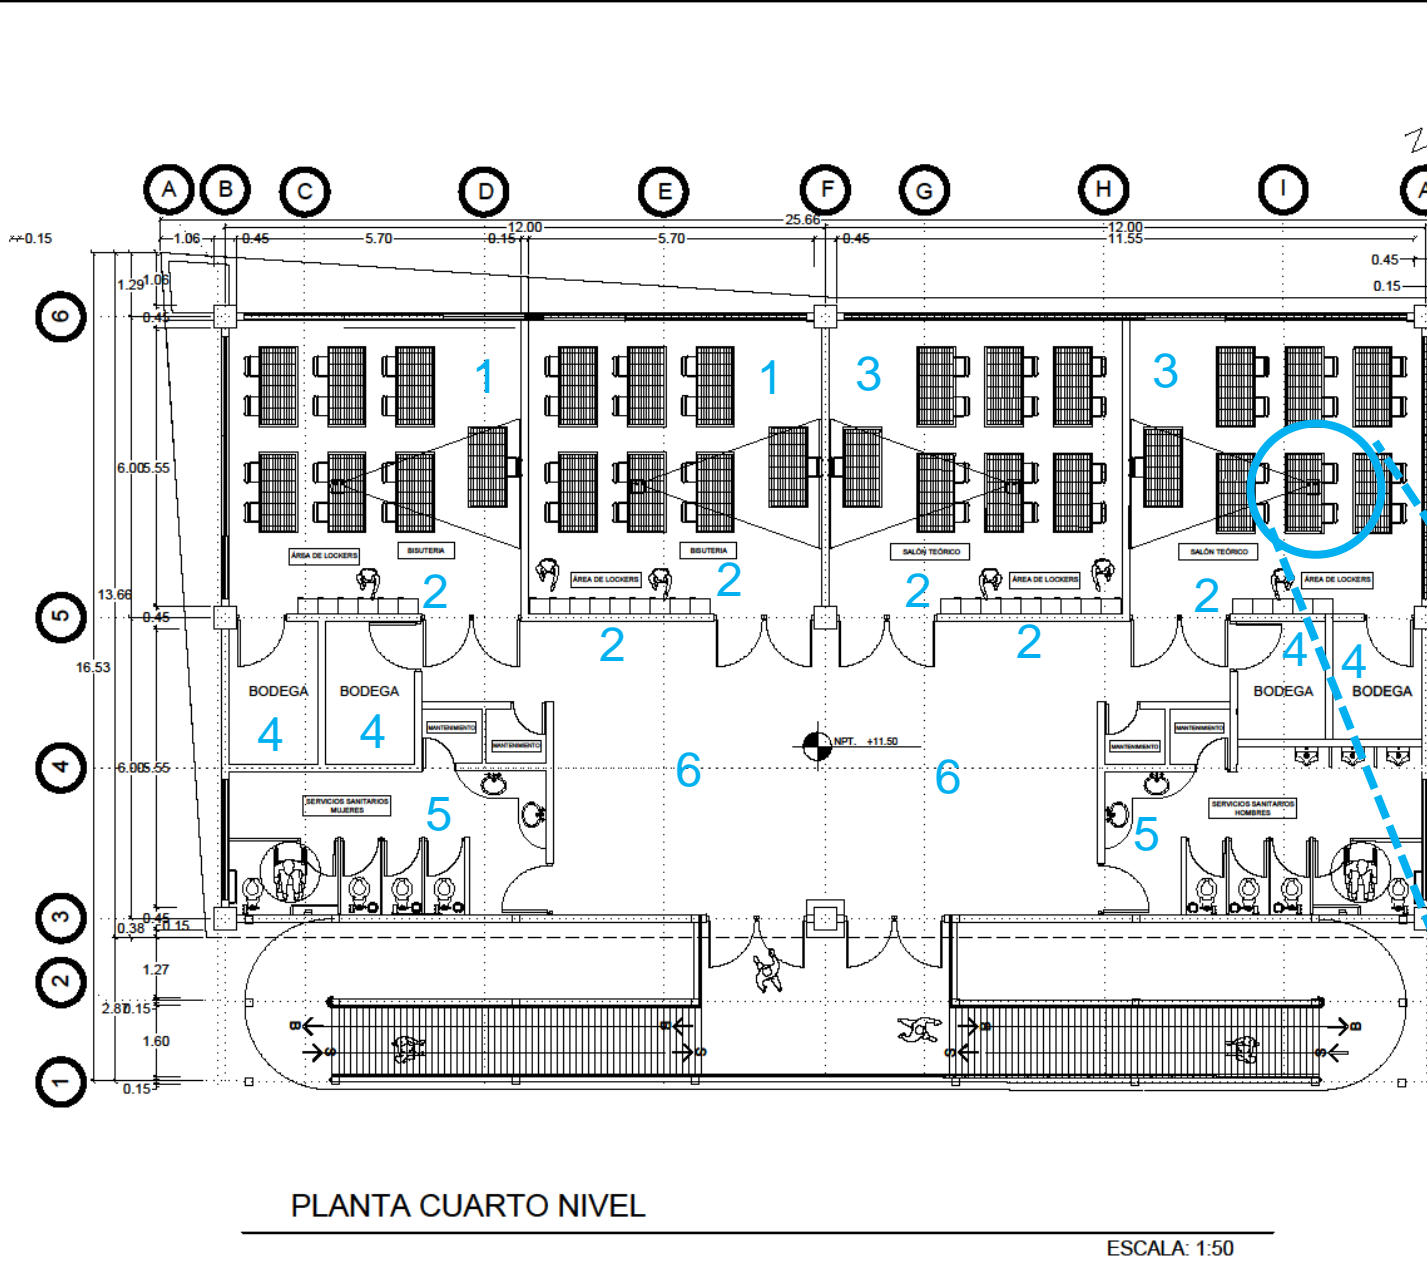 A B C D E F G H I A
25.66
12.00 12.00
0.15 1.06 0.45 5.70 0.15 5.70 0.45 11.55
0.45
0.15
1.29 1.06
6 0.45
1 1 3 3
6.00 5.55
ÁREA DE LOCKERS BISUTERIA ÁREA DE LOCKERS BISUTERIA SALÓN TEÓRICO ÁREA DE LOCKERS SALÓN TEÓRICO ÁREA DE LOCKERS
2 2 2 2
13.66
5 0.45
2 2 4 4
16.53
BODEGA BODEGA BODEGA BODEGA
4 4
MANTENIMIENTO MANTENIMIENTO MANTENIMIENTO MANTENIMIENTO
NPT. +11.50
4 6.00 5.55
6 6
SERVICIOS SANITARIOS
MUJERES
SERVICIOS SANITARIOS
HOMBRES
5 5
3 0.45
0.38 0.15
2 1.27
2.87 0.15
1.60
B B B B
S S S S
1 0.15
PLANTA CUARTO NIVEL
ESCALA: 1:50